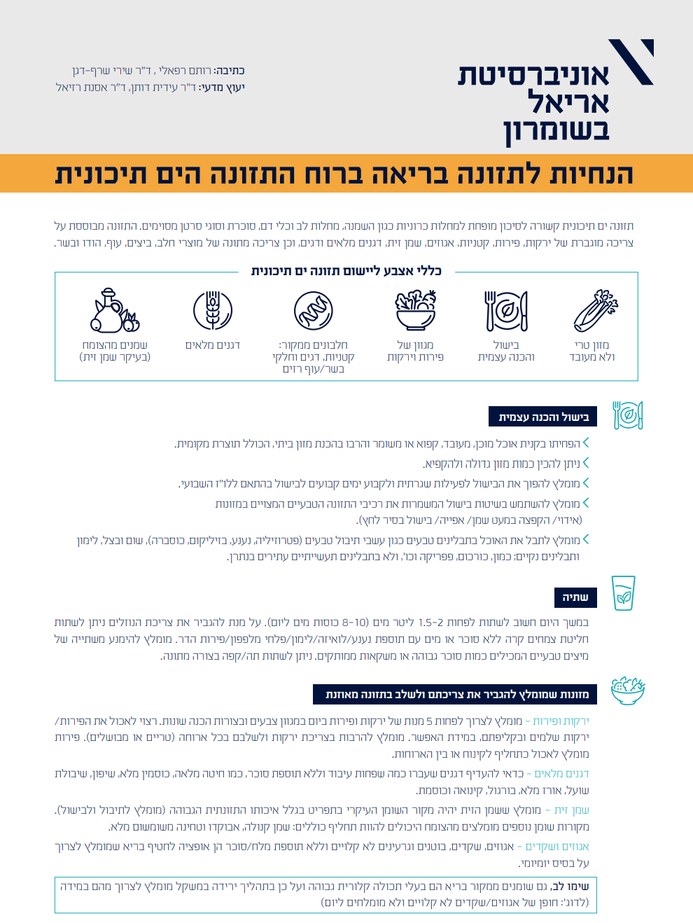 אוניברסיטת
אריאל
בשומרון
כתיבה: רותם רפאלי, ד"ר שירי שרף-דגן
יעוץ מדעי: ד"ר עידית דותן, ד"ר אסנת רזיאל
הנחיות לתזונה בריאה ברוח התזונה הים תיכונית
תזונה ים תיכונית קשורה לסיכון מופחת למחלות כרוניות כגון השמנה, מחלות לב וכלי דם, סוכרת וסוגי סרטן מסוימים. התזונה מבוססת על
צריכה מוגברת של ירקות, פירות, קטניות, אגוזים, שמן זית, דגנים מלאים ודגים, וכן צריכה מתונה של מוצרי חלב, ביצים, עוף, הודו ובשר.
כללי אצבע ליישום תזונה ים תיכונית
מזון טרי
ולא מעובד
בישול
והכנה עצמית
מגוון של
פירות וירקות
חלבונים ממקור:
קטניות, דגים וחלקי
בשר/עוף רזים
דגנים מלאים
שמנים מהצומח
(בעיקר שמן זית)
בישול והכנה עצמית
הפחיתו בקנית אוכל מוכן, מעובד, קפוא או משומר והרבו בהכנת מזון ביתי, הכולל תוצרת מקומית.
ניתן להכין כמות מזון גדולה ולהקפיא.
מומלץ להפוך את הבישול לפעילות שגרתית ולקבוע ימים קבועים לבישול בהתאם ללו"ז השבועי.
מומלץ להשתמש בשיטות בישול המשמרות את רכיבי התזונה הטבעיים המצויים במזונות
(אידוי/ הקפצה במעט שמן/ אפייה/ בישול בסיר לחץ).
מומלץ לתבל את האוכל בתבלינים טבעים כגון עשבי תיבול טבעים (פטרוזיליה, נענע, בזיליקום, כוסברה), שום ובצל, לימון
ותבלינים נקיים: כמון, כורכום, פפריקה וכו', ולא בתבלינים תעשייתיים עתירים בנתרן.
שתיה
במשך היום חשוב לשתות לפחות 1.5-2 ליטר מים (8-10 כוסות מים ליום). על מנת להגביר את צריכת הנוזלים ניתן לשתות
חליטת צמחים קרה ללא סוכר או מים עם תוספת נענע/לואיזה/לימון/פלחי מלפפון/פירות הדר. מומלץ להימנע משתייה של
מיצים טבעיים המכילים כמות סוכר גבוהה או משקאות ממותקים, ניתן לשתות תה/קפה בצורה מתונה.
מזונות שמומלץ להגביר את צריכתם ולשלב בתזונה מאוזנת
ירקות ופירות - מומלץ לצרוך לפחות 5 מנות של ירקות ופירות ביום במגוון צבעים ובצורות הכנה שונות. רצוי לאכול את הפירות/
ירקות שלמים ובקליפתם, במידת האפשר. מומלץ להרבות בצריכת ירקות ולשלבם בכל ארוחה (טריים או מבושלים). פירות
מומלץ לאכול כתחליף לקינוח או בין הארוחות.
דגנים מלאים - כדאי להעדיף דגנים שעברו כמה שפחות עיבוד וללא תוספת סוכר, כמו חיטה מלאה, כוסמין מלא, שיפון, שיבולת
שועל, אורז מלא, בורגול, קינואה וכוסמת.
שמן זית - מומלץ ששמן הזית יהיה מקור השומן העיקרי בתפריט בגלל איכותו התזונתית הגבוהה (מומלץ לתיבול ולבישול).
מקורות שומן נוספים מומלצים מהצומח היכולים להוות תחליף כוללים: שמן קנולה, אבוקדו וטחינה משומשום מלא.
אגוזים ושקדים - אגוזים, שקדים, בוטנים וגרעינים לא קלויים וללא תוספת מלח/סוכר הן אופציה לחטיף בריא שמומלץ לצרוך
על בסיס יומיומי.
שימו לב, גם שומנים ממקור בריא הם בעלי תכולה קלורית גבוהה ועל כן בתהליך ירידה במשקל מומלץ לצרוך מהם במידה
(לדוג': חופן של אגוזים/שקדים לא קלויים ולא מומלחים ליום)